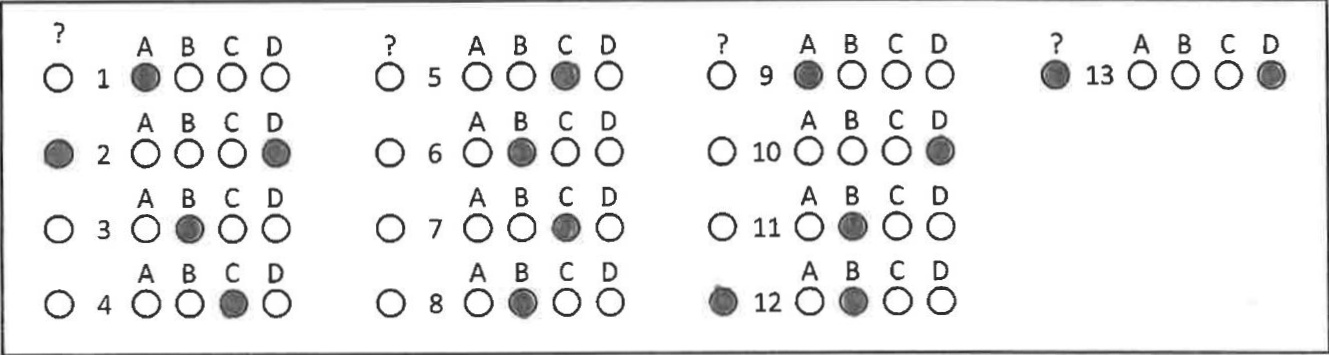 ? A B C D ? A B C D ? A B C D ? A B C D
1 5 9 13
A B C D A B C D A B C D
2 6 10
A B C D A B C D A B C D
3 7 11
A B C D A B C D A B C D
4 8 12